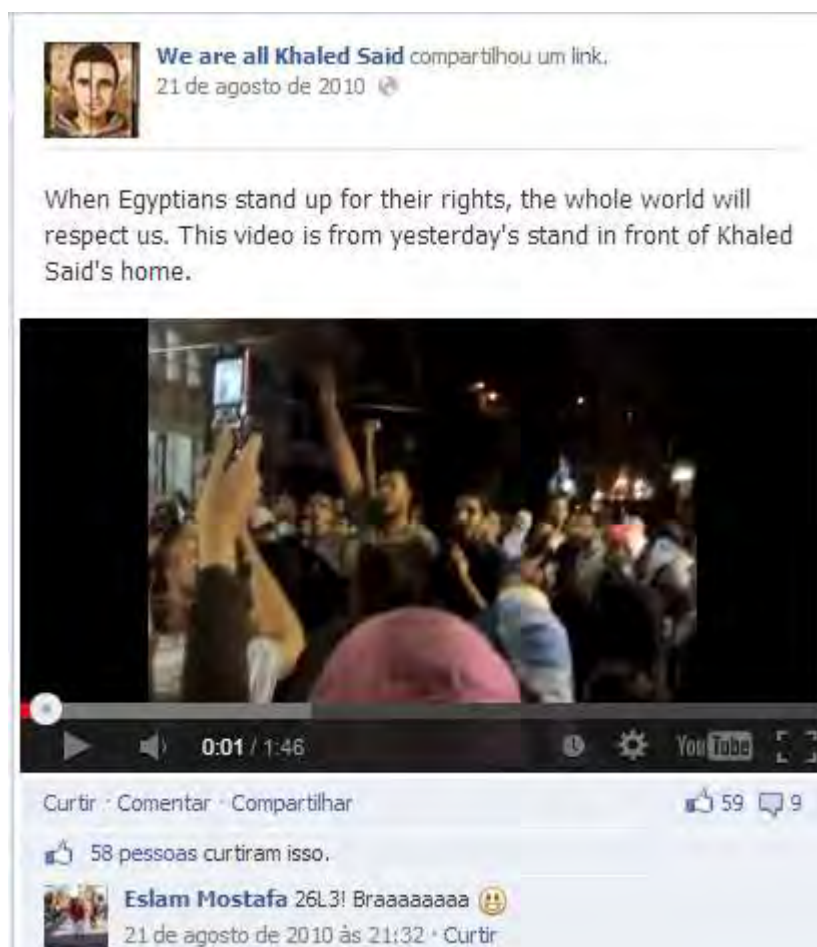 We are all Khaled Said compartilhou um link.
21 de agosto de 2010
When Egyptians stand up for their rights, the whole world will
respect us. This video is from yesterday's stand in front of Khaled
Said's home.
0:01 / 1:46
YouTube
Curtir · Comentar · Compartilhar
59 9
58 pessoas curtiram isso.
Eslam Mostafa 26L3! Braaaaaaaa
21 de agosto de 2010 às 21:32 · Curtir